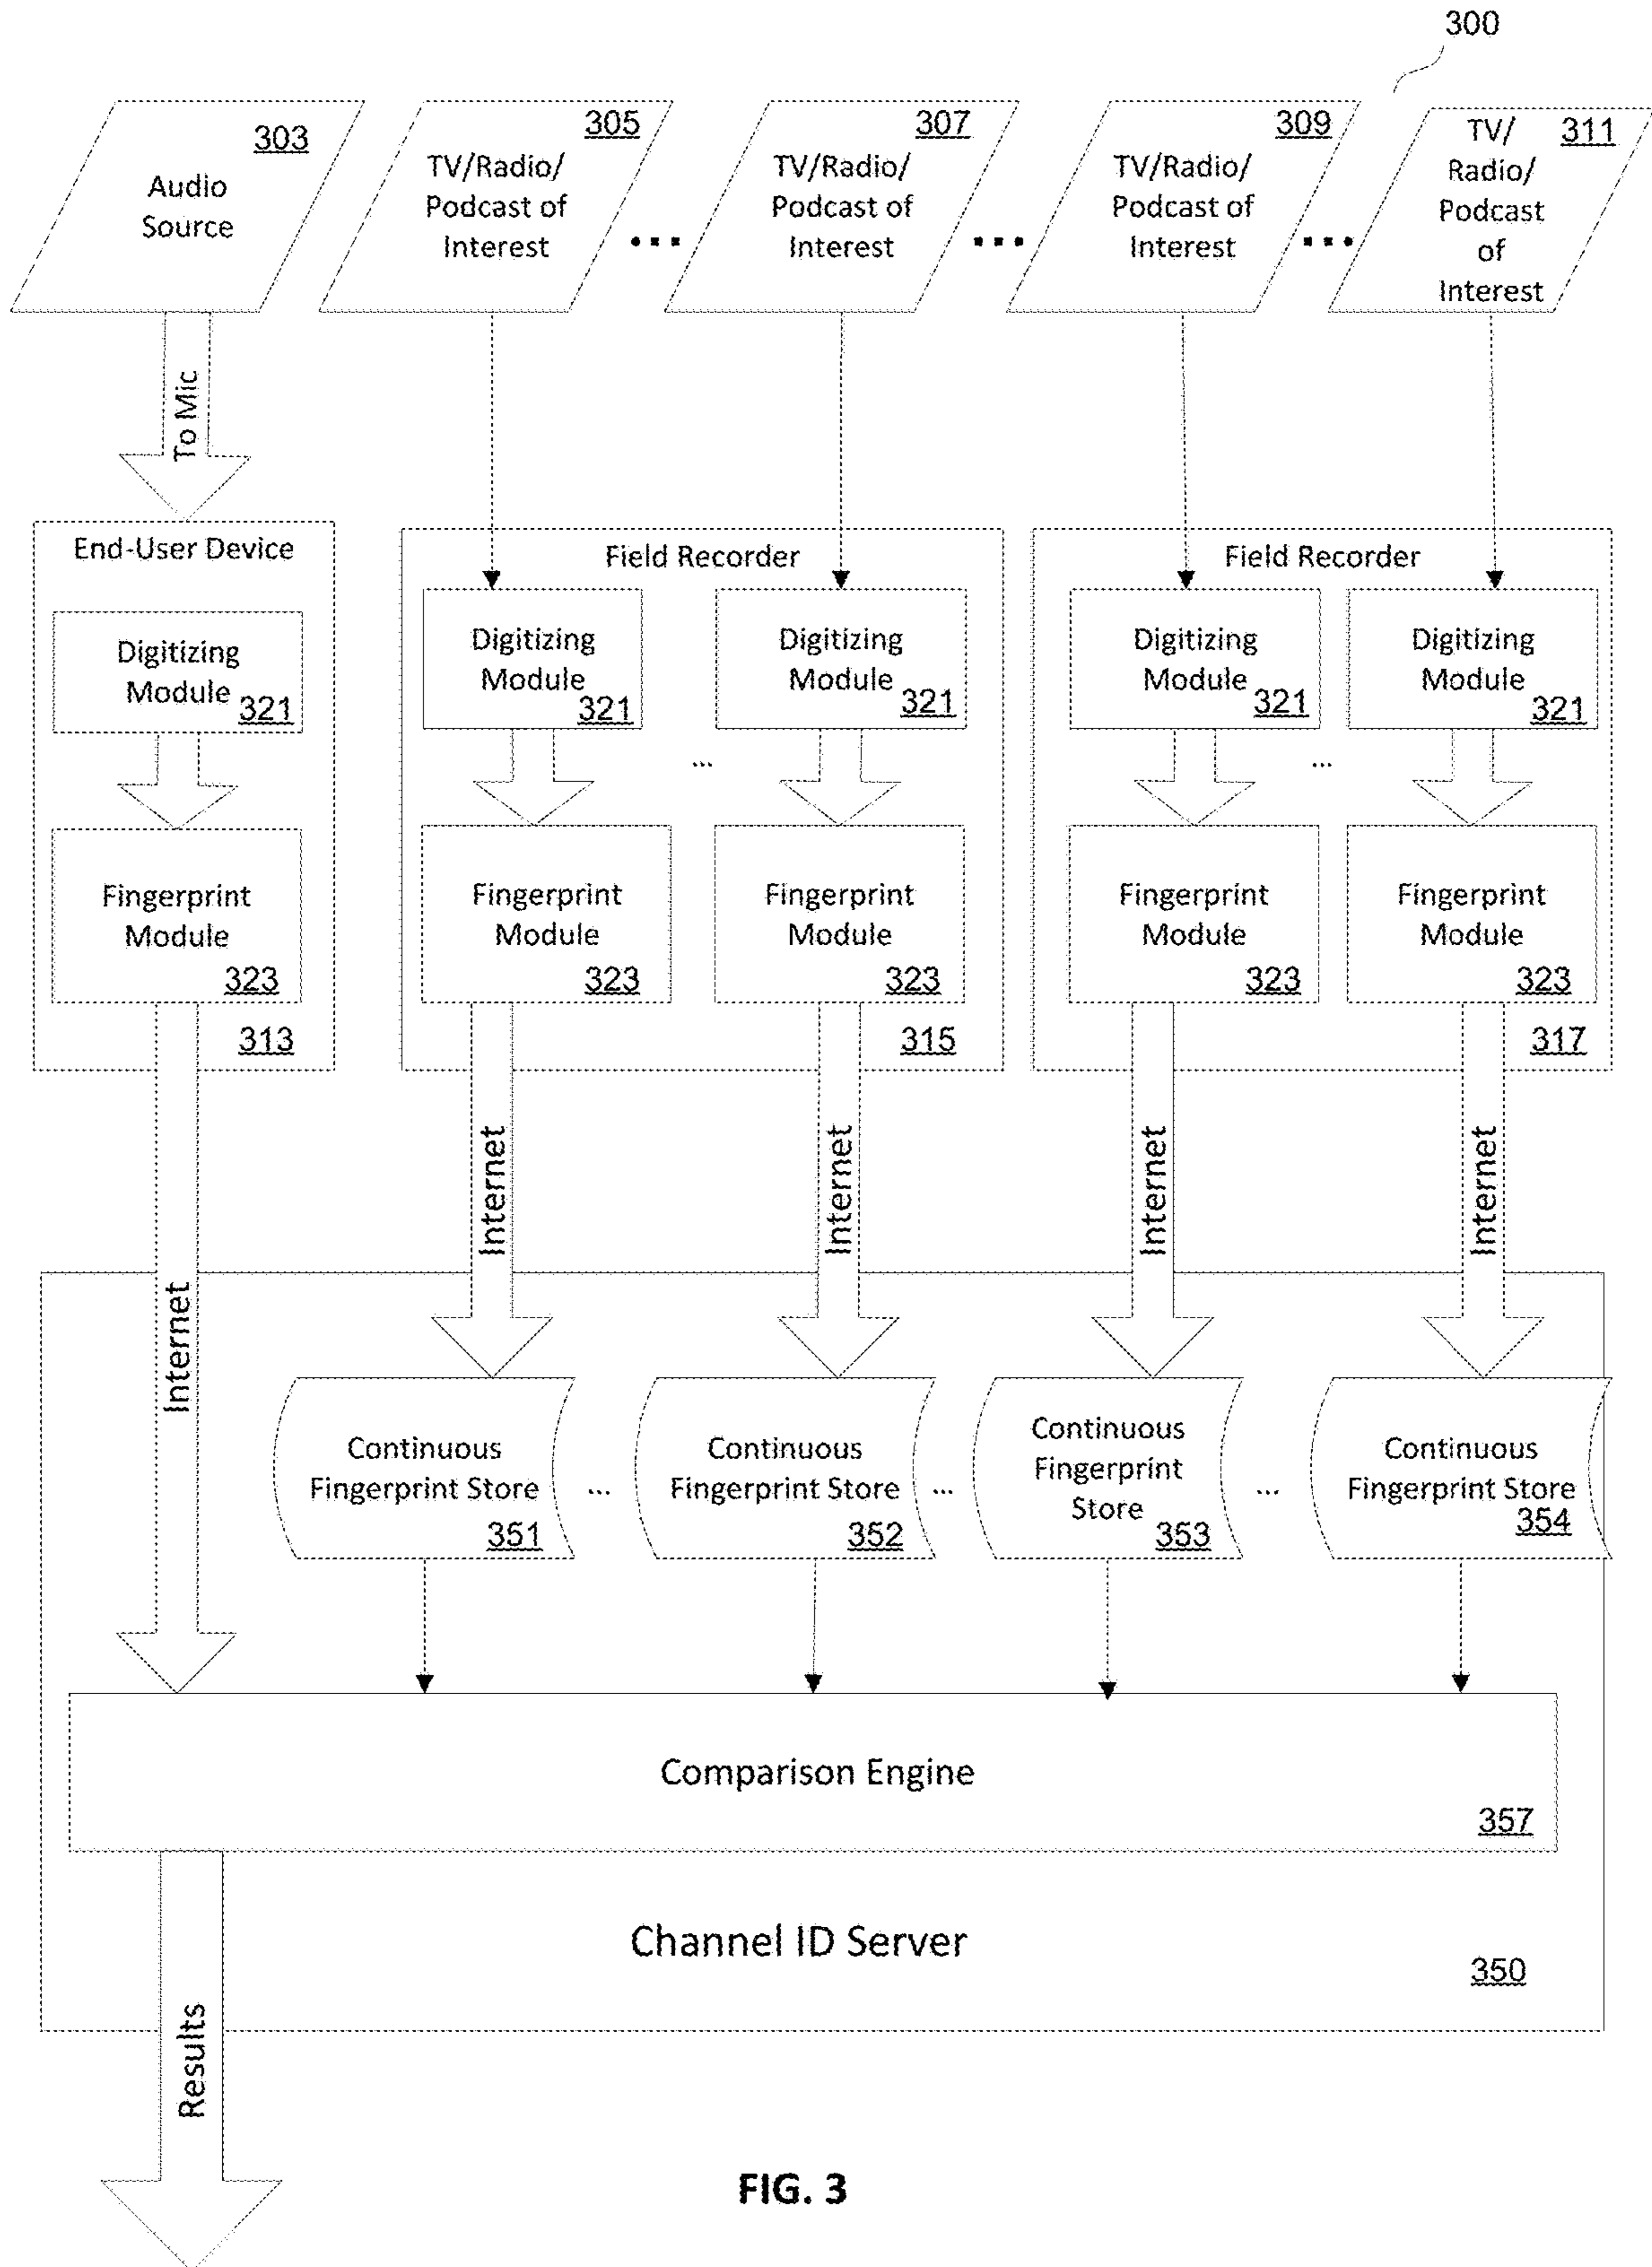 300
303
Audio
Source
305
TV/Radio/
Podcast of
Interest
...
307
TV/Radio/
Podcast of
Interest
...
309
TV/Radio/
Podcast of
Interest
...
311
TV/
Radio/
Podcast
of
Interest
To Mic
End-User Device
Digitizing
Module
321
Fingerprint
Module
323
313
Field Recorder
Digitizing
Module
321
Digitizing
Module
321
...
Fingerprint
Module
323
Fingerprint
Module
323
315
Field Recorder
Digitizing
Module
321
Digitizing
Module
321
...
Fingerprint
Module
323
Fingerprint
Module
323
317
Internet
Internet
Internet
Internet
Internet
Continuous
Fingerprint Store
351
...
Continuous
Fingerprint Store
352
...
Continuous
Fingerprint
Store
353
...
Continuous
Fingerprint Store
354
Comparison Engine
357
Channel ID Server
350
Results
FIG. 3